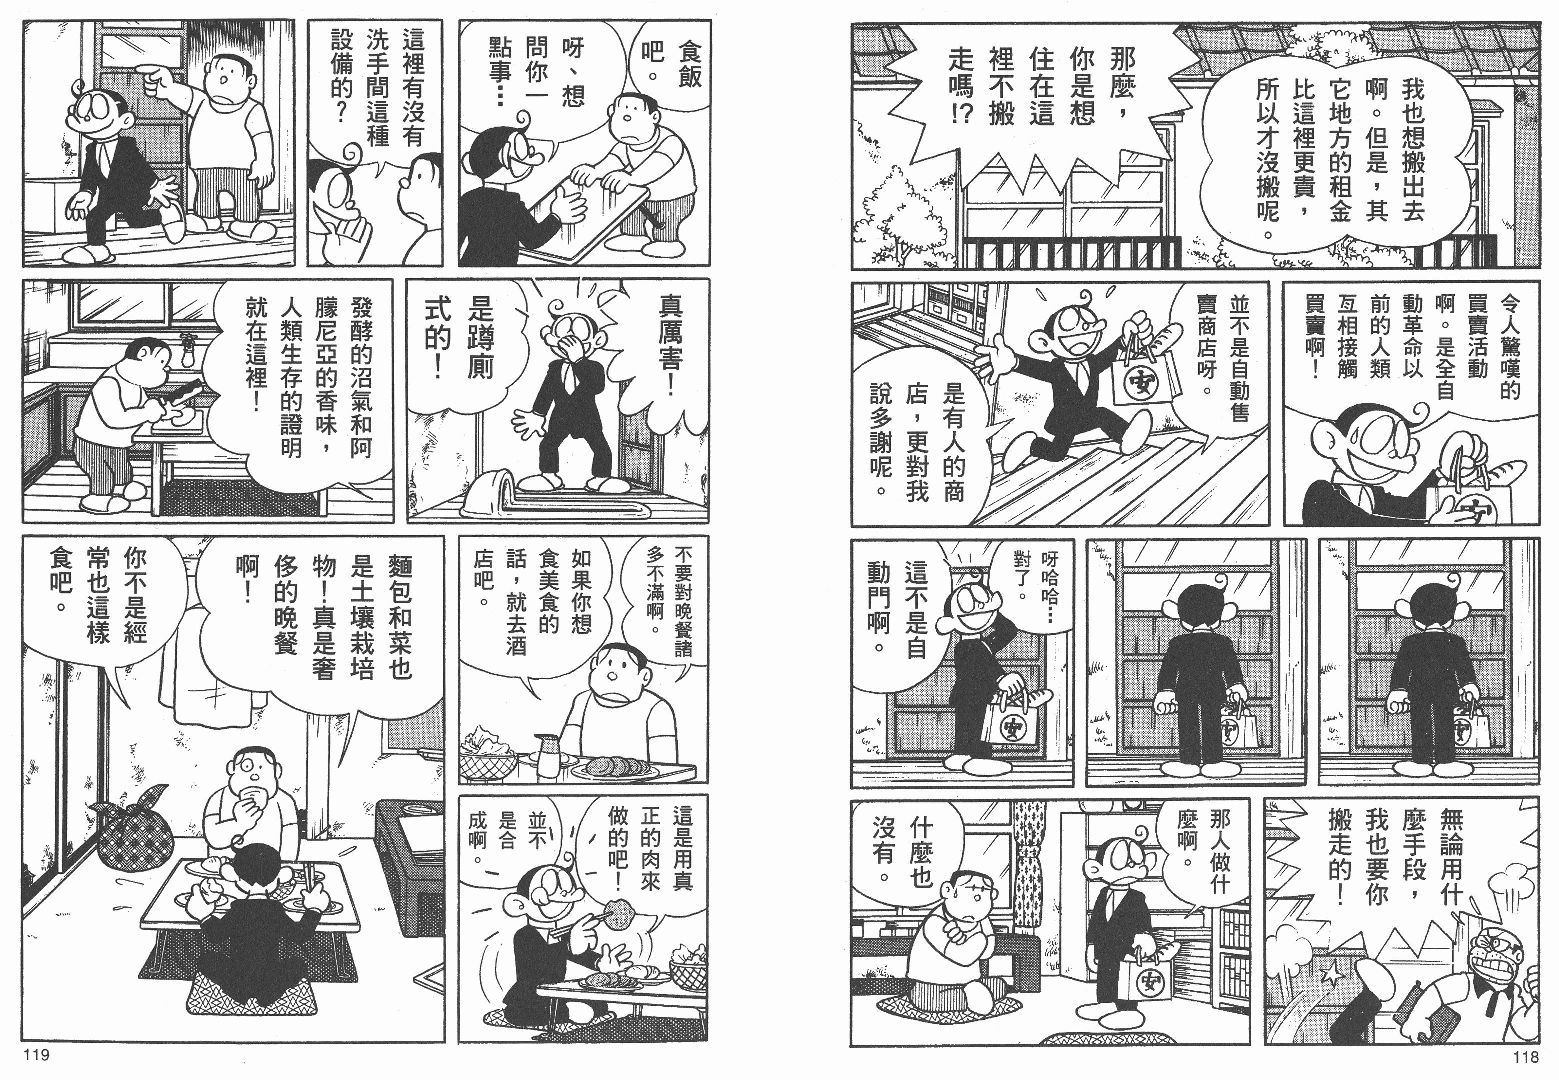 我也想搬出去
啊。但是，其
它地方的租金
比這裡更貴，
所以才沒搬呢。
那麼，
你是想
住在這
裡不搬
走嗎!?
令人驚嘆的
買賣活動
啊。是全自
動革命以
前的人類
互相接觸
買賣啊！
安
並不是自動售
賣商店呀。
是有人的商
店，更對我
說多謝呢。
安
安
安
呀哈哈…
對了。
這不是自
動門啊。
安
無論用什
麼手段，
我也要你
搬走的！
那人做什
麼啊。
什麼也
沒有。
安
118
食飯
吧。
呀、想
問你一
點事…
這裡有沒有
洗手間這種
設備的？
真厲害！
是蹲廁
式的！
發酵的沼氣和阿
朦尼亞的香味，
人類生存的證明
就在這裡！
不要對晚餐諸
多不滿啊。
如果你想
食美食的
話，就去酒
店吧。
這是用真
正的肉來
做的吧！
並不
是合
成啊。
麵包和菜也
是土壤栽培
物！真是奢
侈的晚餐
啊！
你不是經
常也這樣
食吧。
119